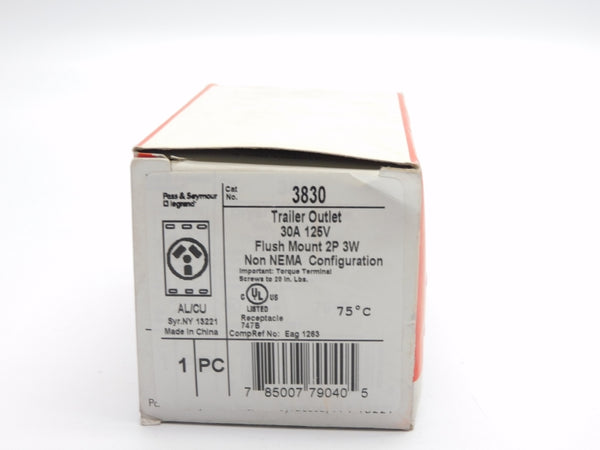 Pass & Seymour
legrand
Cat
No.
3830
Trailer Outlet
30A 125V
Flush Mount 2P 3W
Non NEMA Configuration
Important: Torque Terminal
Screws to 20 in. Lbs.
C UL US
LISTED
75°C
Receptacle
747B
CompRef No: Eag 1263
AL/CU
Syr.NY 13221
Made In China
1 PC
7 85007 79040 5